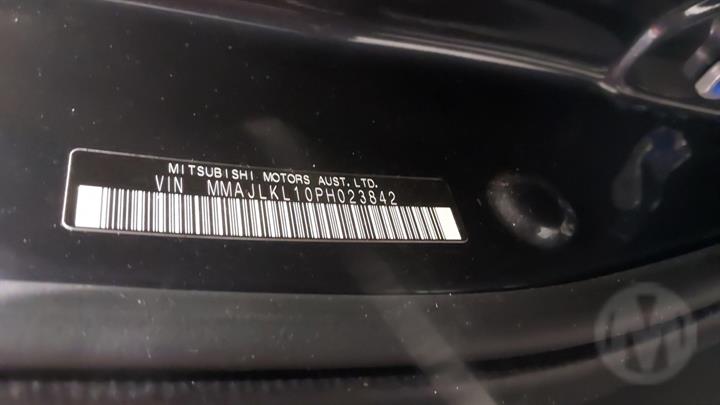 MITSUBISHI MOTORS AUST. LTD.
VIN MMAJLKL10PH023842
M